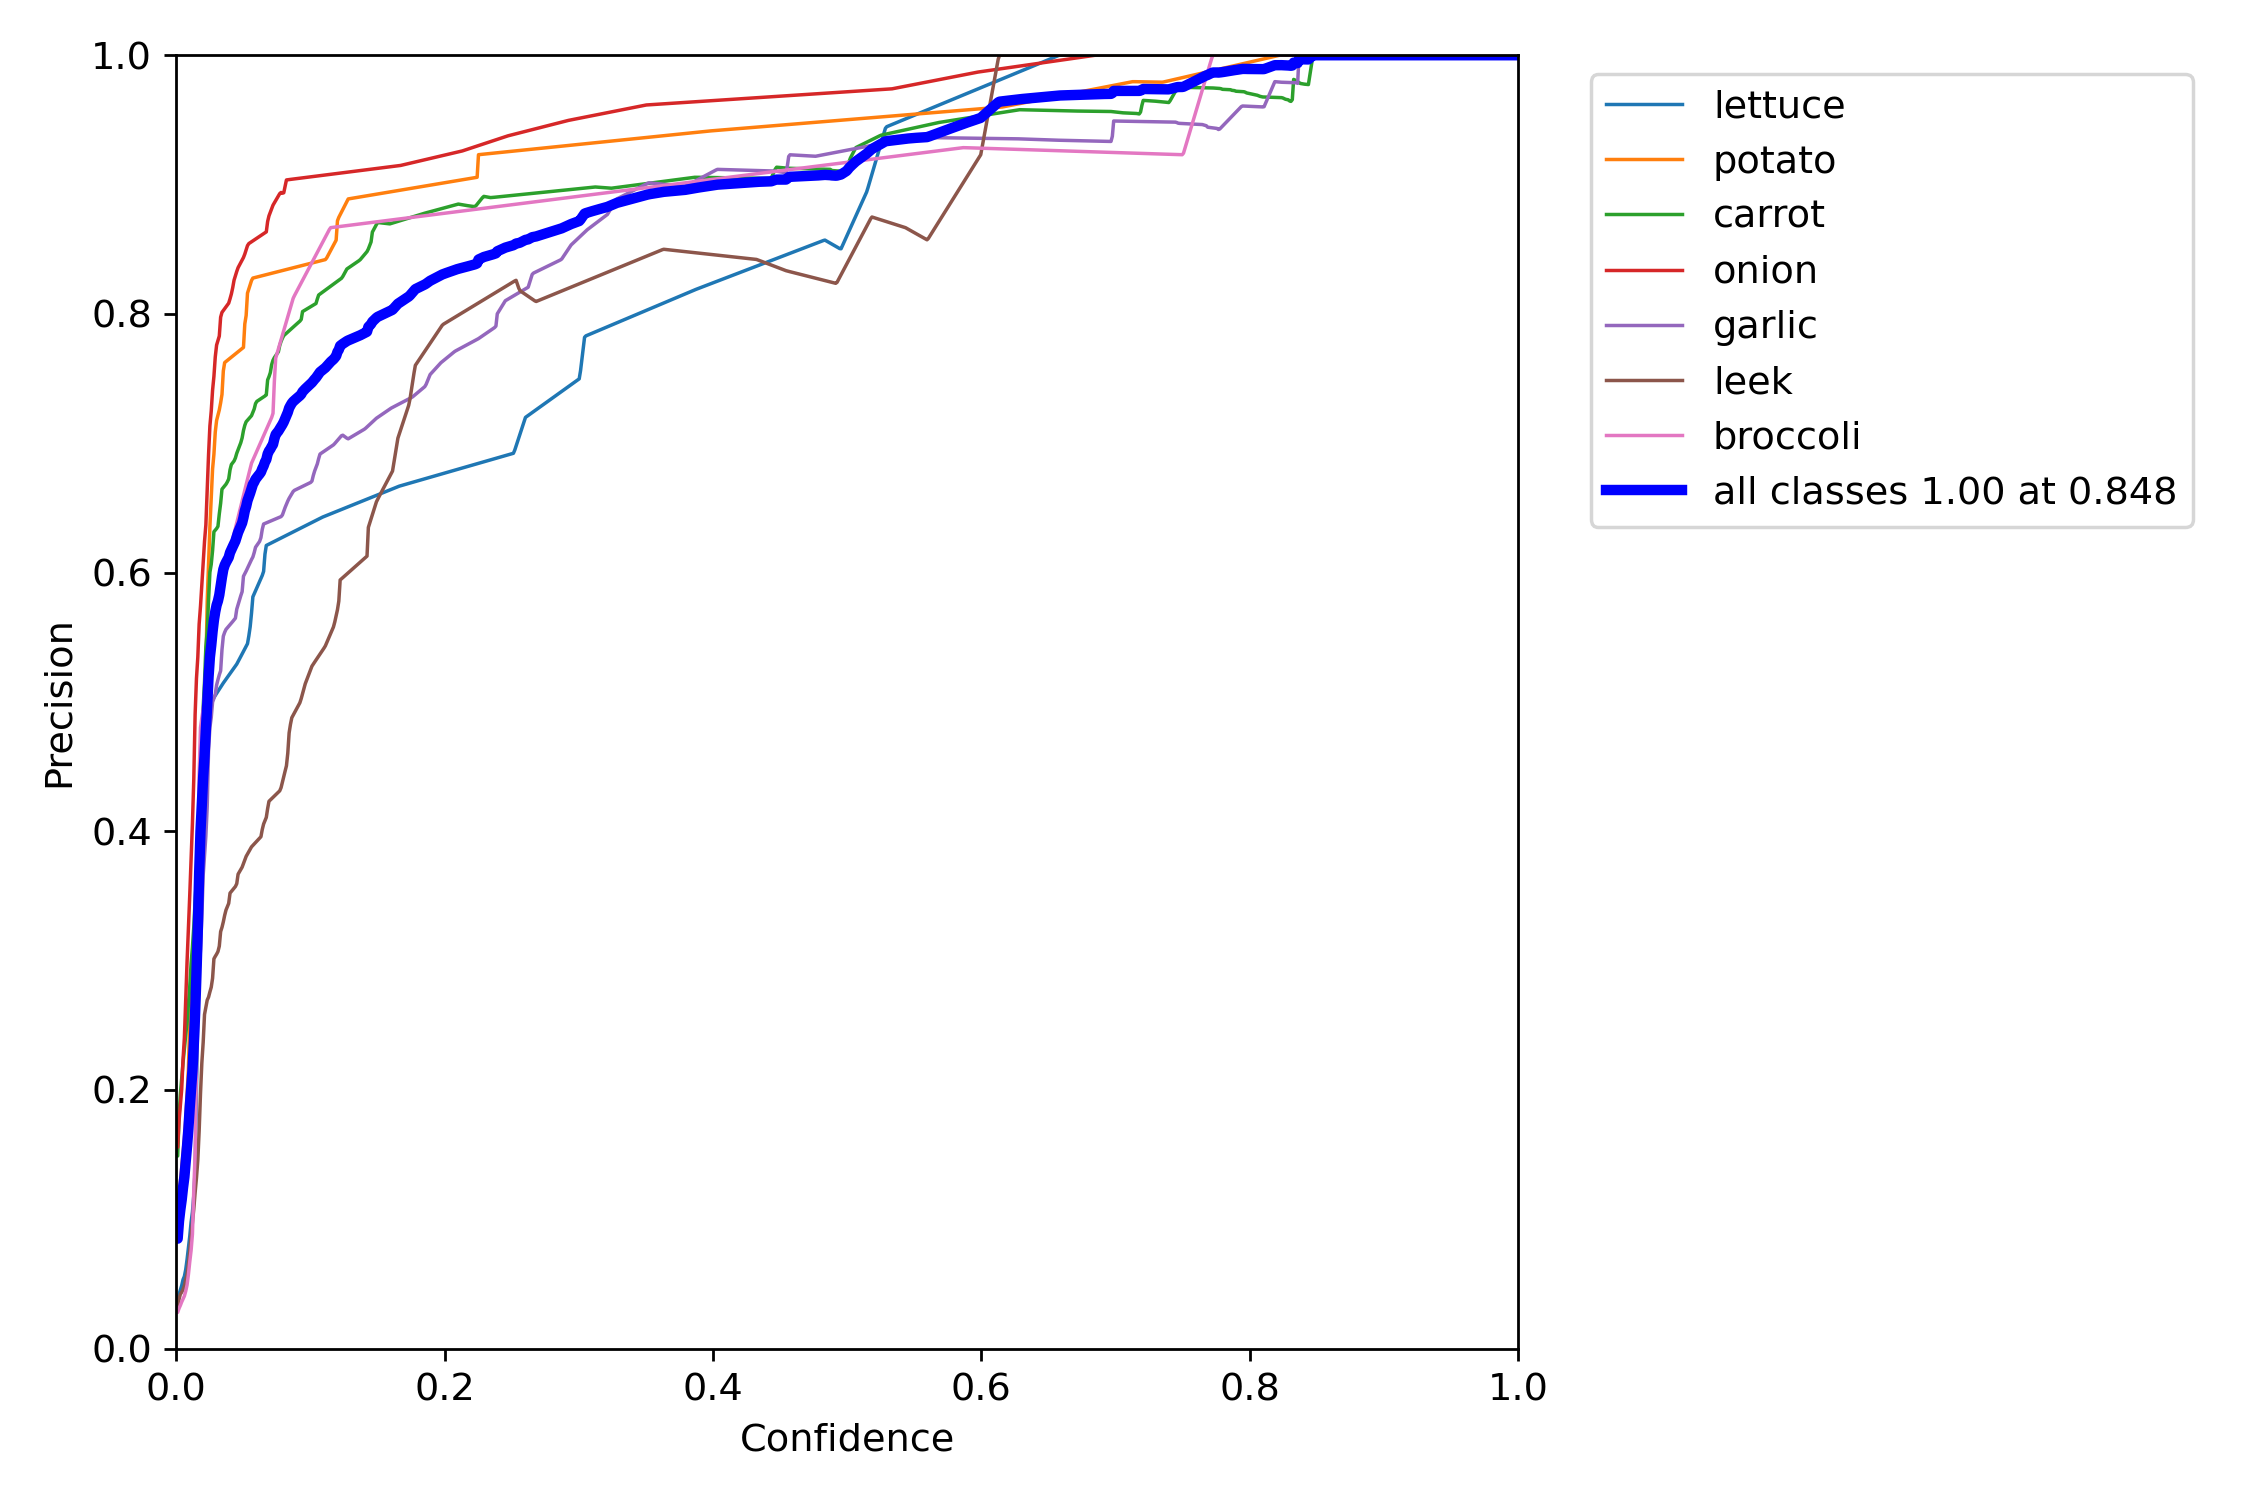 1.0
0.8
0.6
0.4
0.2
0.0
Precision
0.0 0.2 0.4 0.6 0.8 1.0
Confidence
lettuce
potato
carrot
onion
garlic
leek
broccoli
all classes 1.00 at 0.848